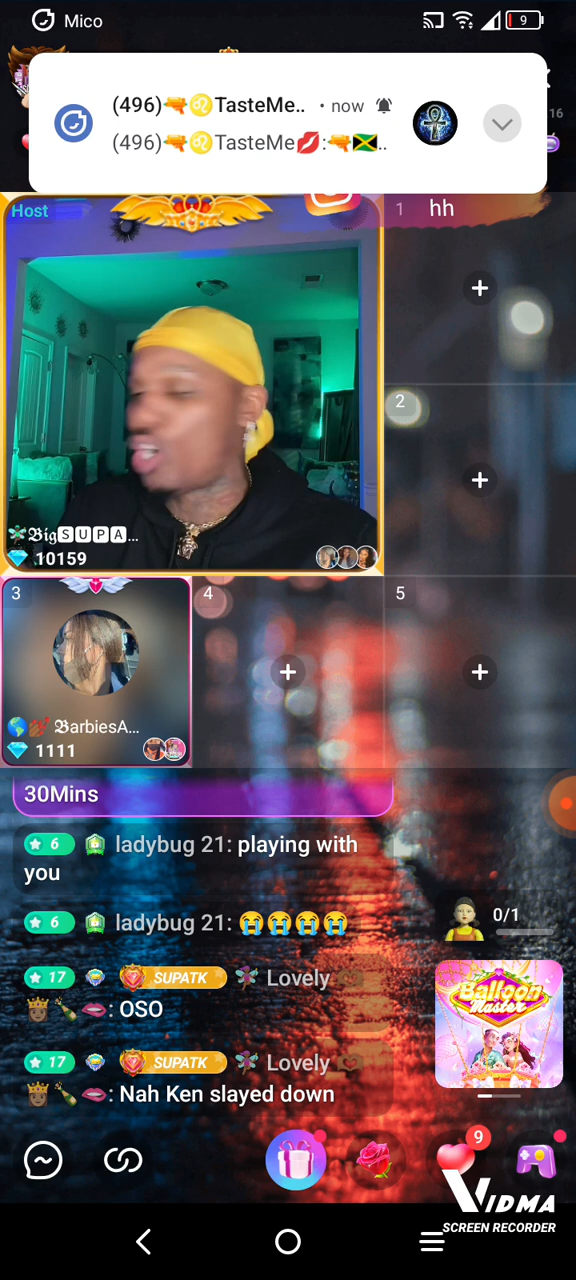 Mico
9
(496)🔫♌TasteMe.. • now
(496)🔫♌TasteMe💋:🔫🇯🇲..
16
Host
1 hh
2
🧚𝕭𝖎𝖌🆂🆄🅿🅰...
10159
3
4
5
🌎💅🏾 𝕭arbiesA...
1111
30Mins
6 ladybug 21: playing with
you
6 ladybug 21: 😭😭😭😭
0/1
17 SUPATK 🧚 Lovely
🤴🏾🍾👄: OSO
Balloon
Master
17 SUPATK 🧚 Lovely
🤴🏾🍾👄: Nah Ken slayed down
9
VIDMA
SCREEN RECORDER